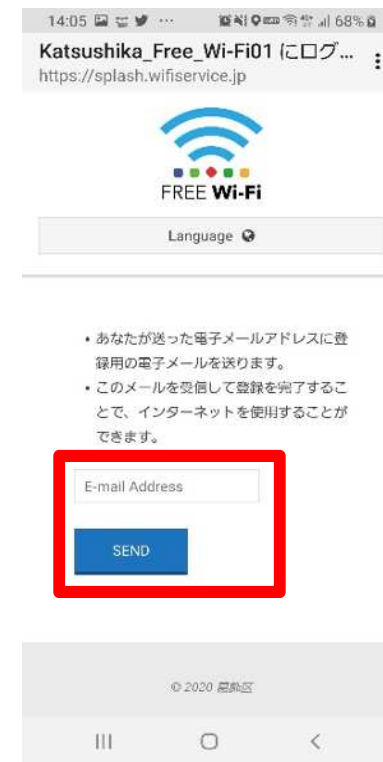 14:05 ... 68%
Katsushika_Free_Wi-Fi01 にログ...
https://splash.wifiservice.jp
FREE Wi-Fi
Language
・あなたが送った電子メールアドレスに登
録用の電子メールを送ります。
・このメールを受信して登録を完了するこ
とで、インターネットを使用することが
できます。
E-mail Address
SEND
© 2020 葛飾区